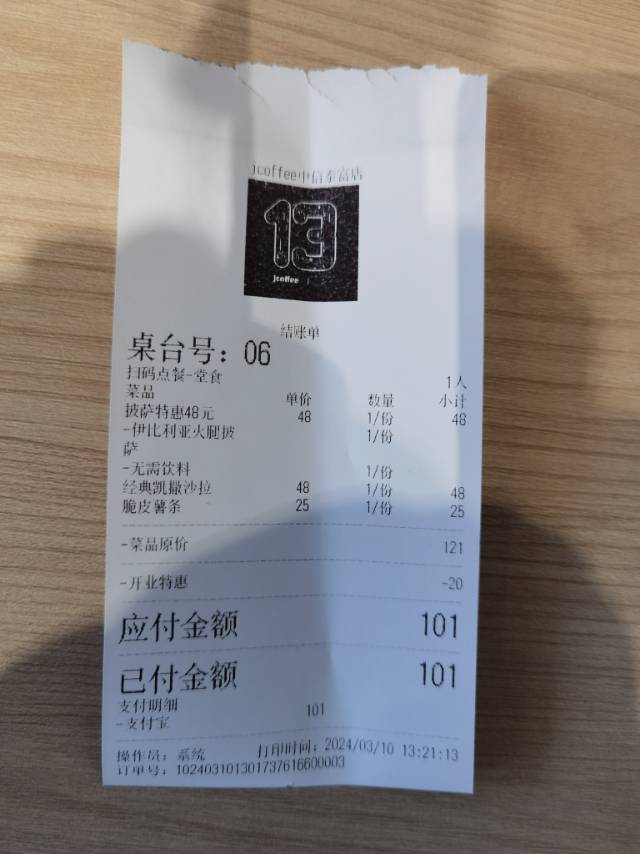 jcoffee中信泰富店
13
jcoffee
结账单
桌台号：06
扫码点餐-堂食 1人
菜品 单价 数量 小计
披萨特惠48元 48 1/份 48
-伊比利亚火腿披 1/份
萨
-无需饮料 1/份
经典凯撒沙拉 48 1/份 48
脆皮薯条 25 1/份 25
-菜品原价 121
-开业特惠 -20
应付金额 101
已付金额 101
支付明细
-支付宝 101
操作员：系统 打印时间：2024/03/10 13:21:13
订单号：1024031013017376166​00003